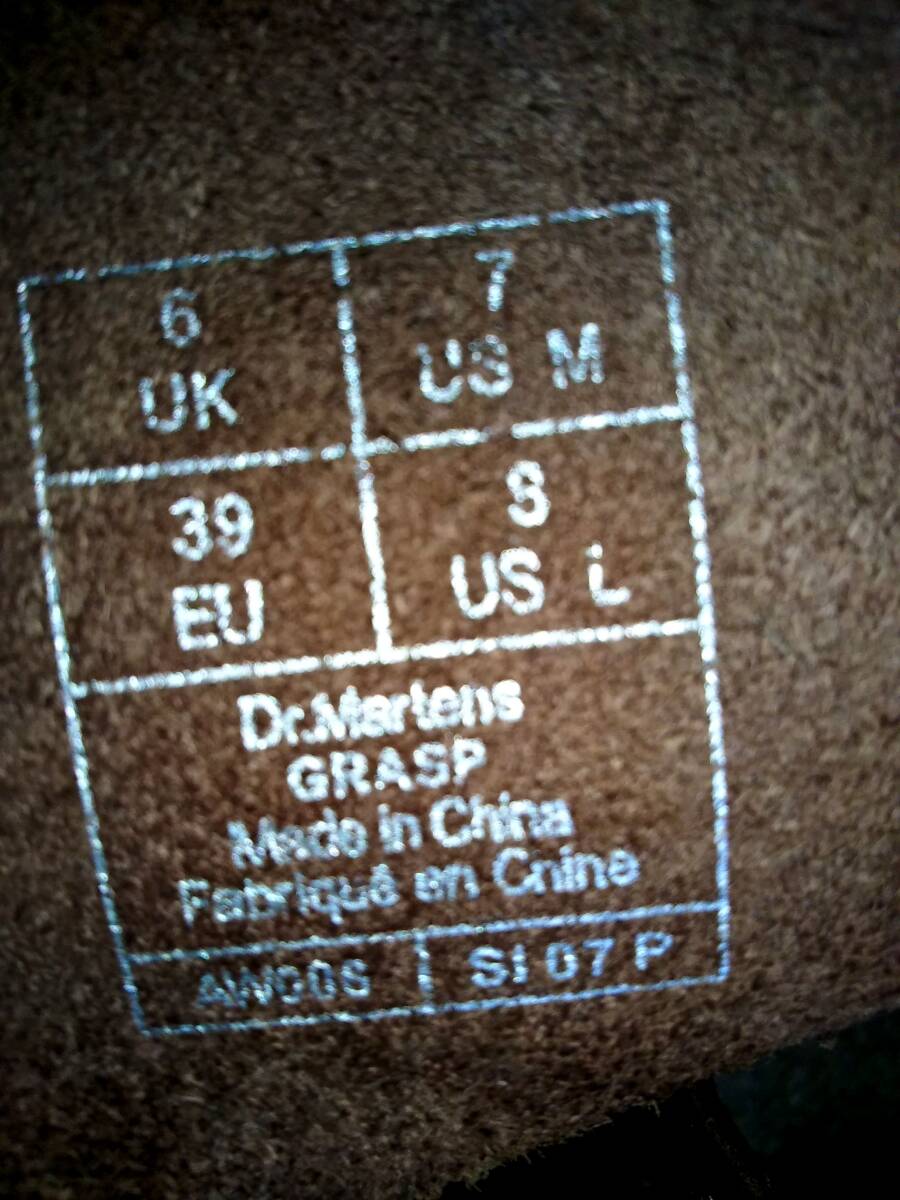 6
UK
7
US M
39
EU
8
US L
Dr.Martens
GRASP
Made in China
Fabriqué en Chine
SI 07 P